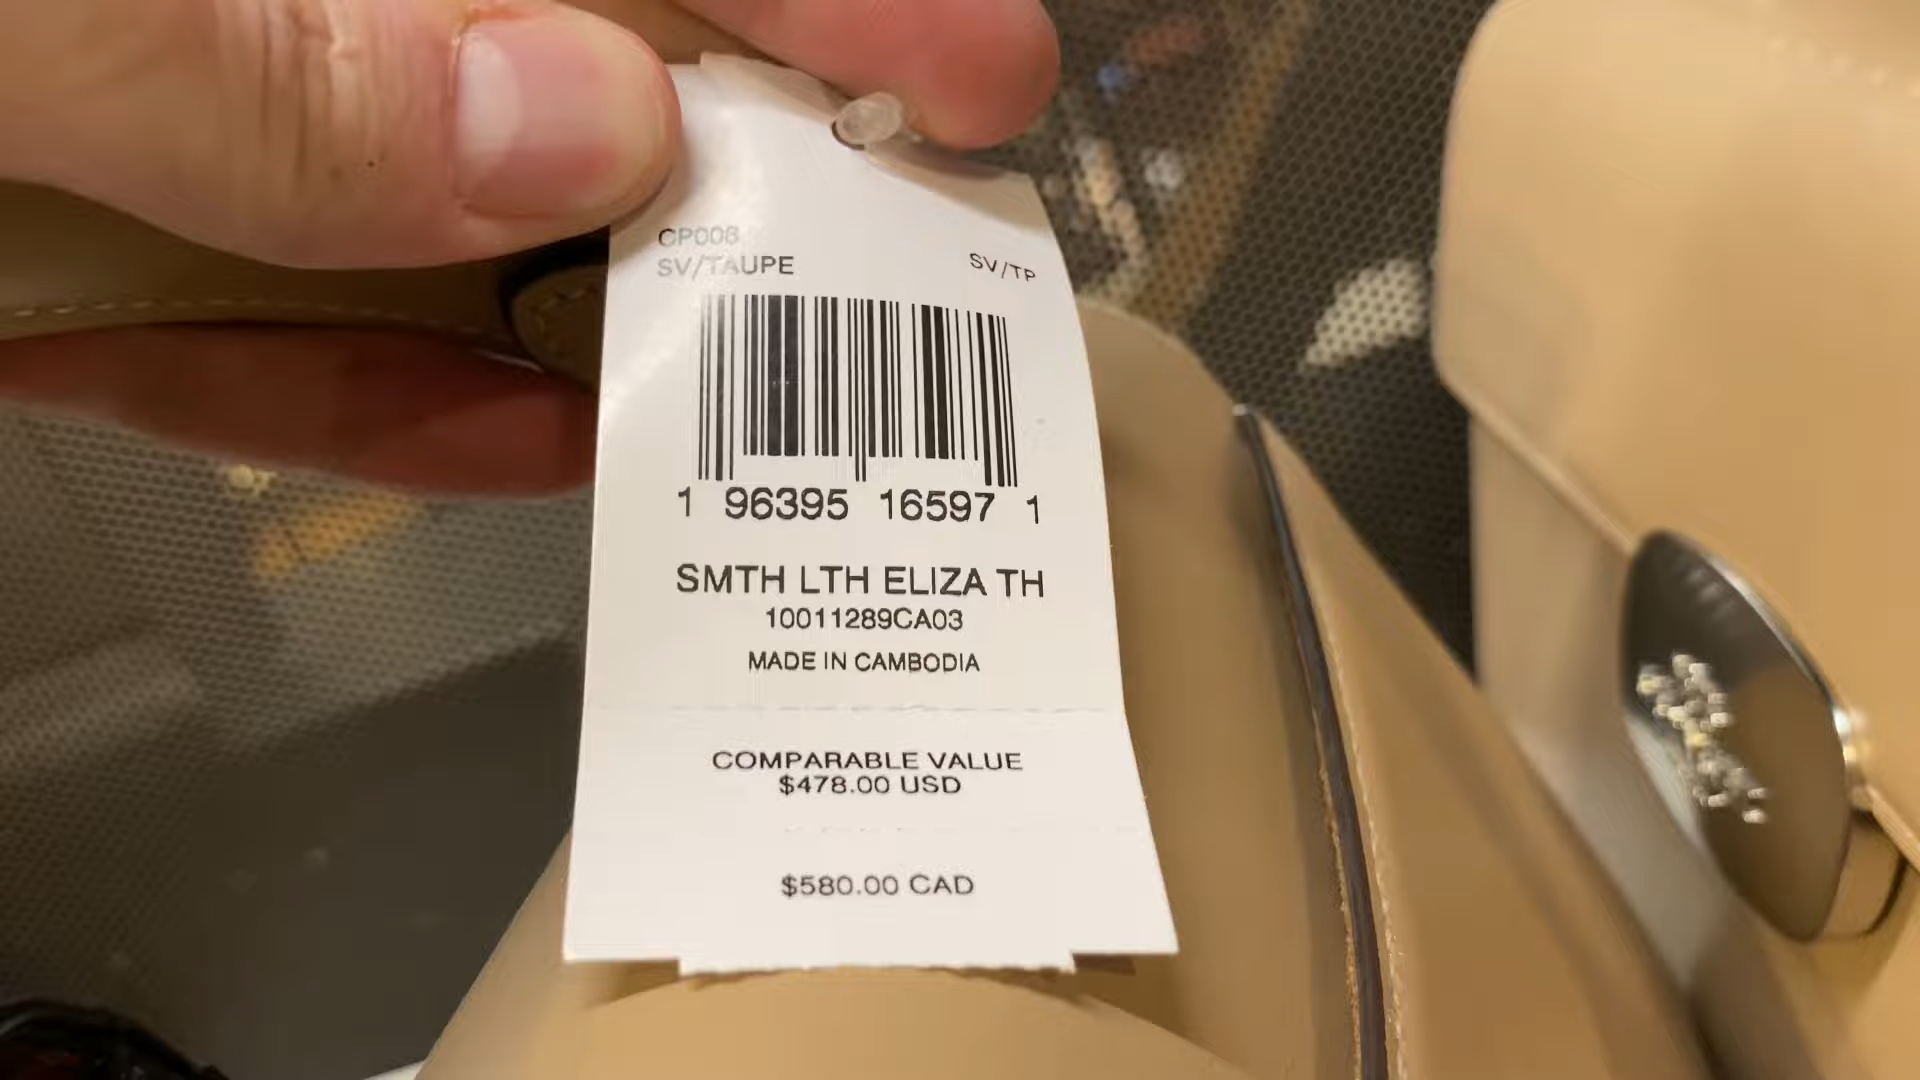 CP008
SV/TAUPE SV/TP
1 96395 16597 1
SMTH LTH ELIZA TH
10011289CA03
MADE IN CAMBODIA
COMPARABLE VALUE
$478.00 USD
$580.00 CAD